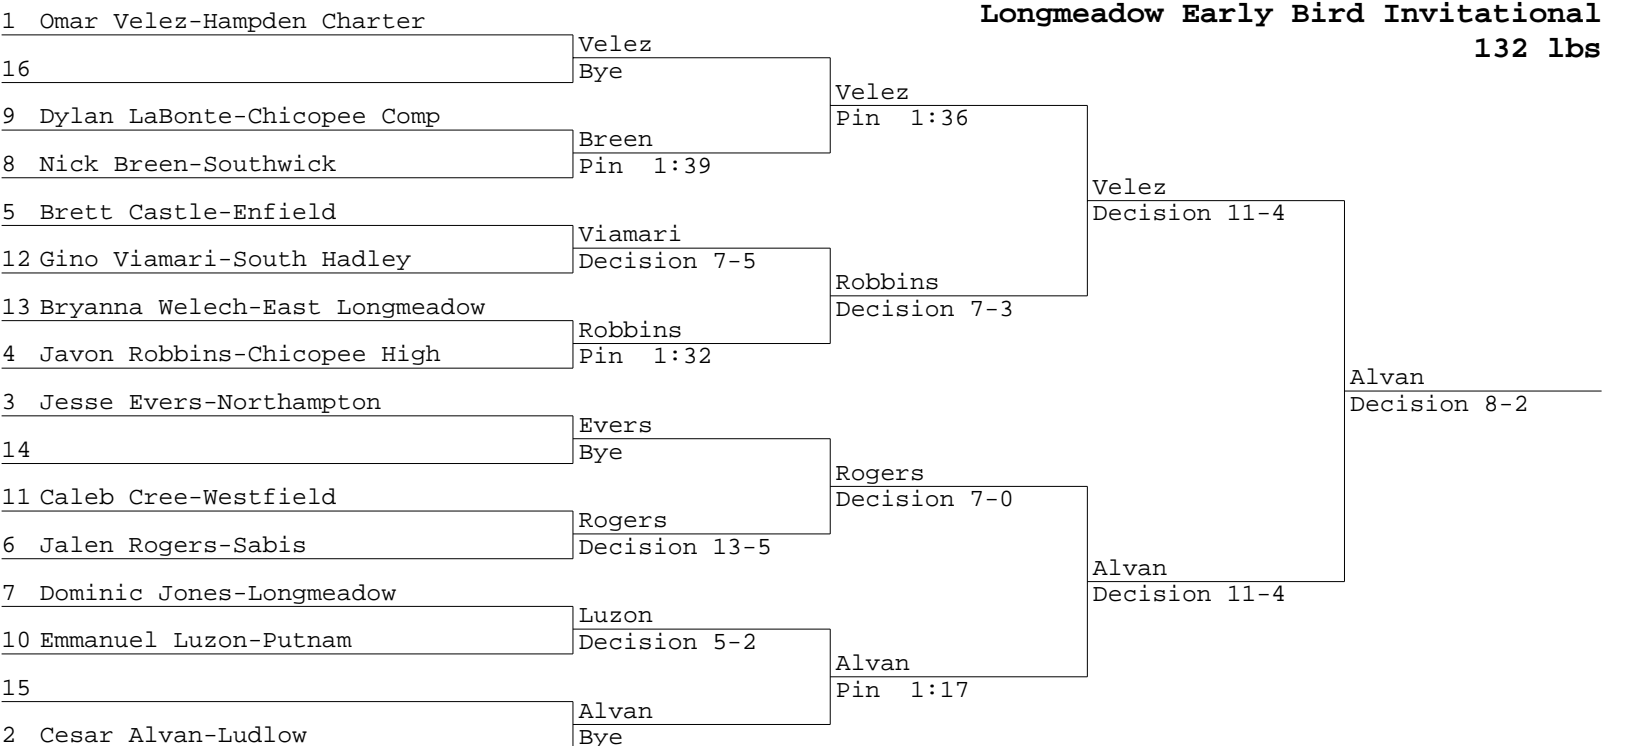 Longmeadow Early Bird Invitational
132 lbs
1 Omar Velez-Hampden Charter
16
9 Dylan LaBonte-Chicopee Comp
8 Nick Breen-Southwick
5 Brett Castle-Enfield
12 Gino Viamari-South Hadley
13 Bryanna Welech-East Longmeadow
4 Javon Robbins-Chicopee High
3 Jesse Evers-Northampton
14
11 Caleb Cree-Westfield
6 Jalen Rogers-Sabis
7 Dominic Jones-Longmeadow
10 Emmanuel Luzon-Putnam
15
2 Cesar Alvan-Ludlow
Velez
Bye
Breen
Pin 1:39
Viamari
Decision 7-5
Robbins
Pin 1:32
Evers
Bye
Rogers
Decision 13-5
Luzon
Decision 5-2
Alvan
Bye
Velez
Pin 1:36
Robbins
Decision 7-3
Rogers
Decision 7-0
Alvan
Pin 1:17
Velez
Decision 11-4
Alvan
Decision 11-4
Alvan
Decision 8-2